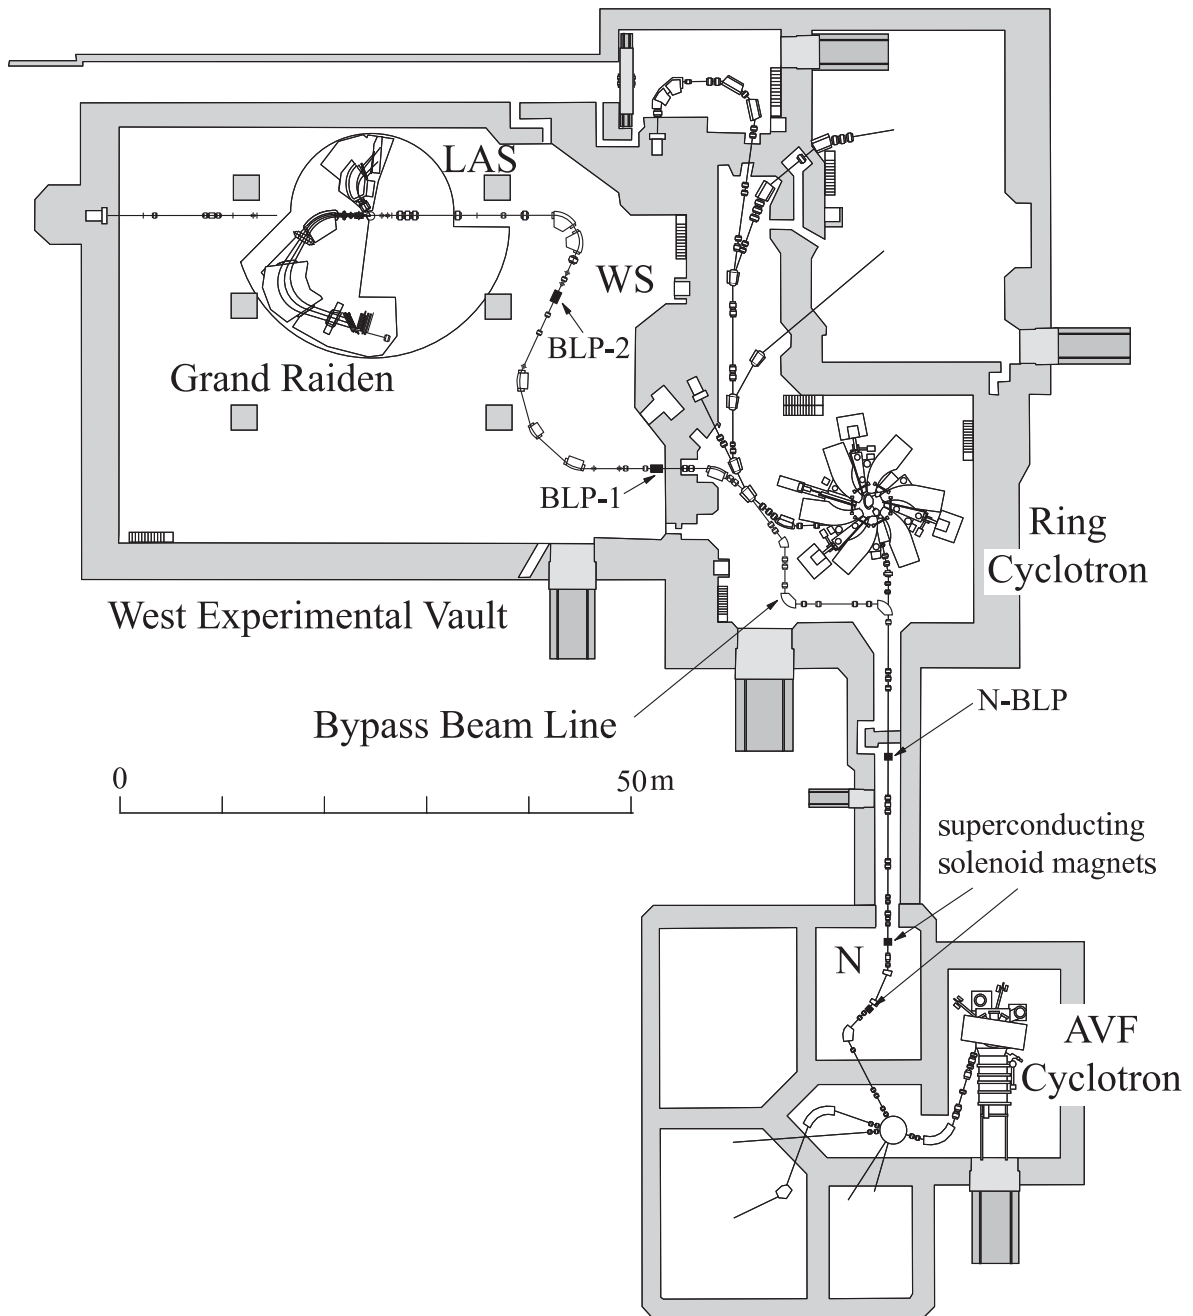 LAS
WS
BLP-2
Grand Raiden
BLP-1
Ring
Cyclotron
West Experimental Vault
N-BLP
Bypass Beam Line
0
50 m
superconducting
solenoid magnets
N
AVF
Cyclotron